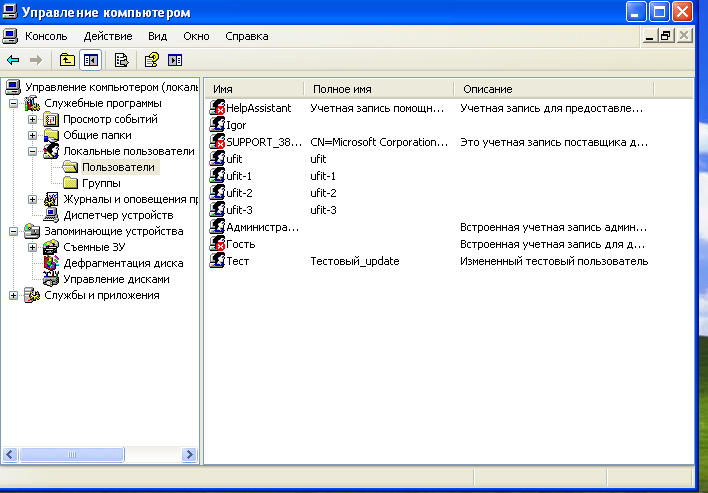 Управление компьютером
Консоль Действие Вид Окно Справка
Управление компьютером (локаль
Служебные программы
Просмотр событий
Общие папки
Локальные пользователи
Пользователи
Группы
Журналы и оповещения пр
Диспетчер устройств
Запоминающие устройства
Съемные ЗУ
Дефрагментация диска
Управление дисками
Службы и приложения
Имя Полное имя Описание
HelpAssistant Учетная запись помощн... Учетная запись для предоставле...
Igor
SUPPORT_38... CN=Microsoft Corporation... Это учетная запись поставщика д...
ufit ufit
ufit-1 ufit-1
ufit-2 ufit-2
ufit-3 ufit-3
Администра... Встроенная учетная запись админ...
Гость Встроенная учетная запись для д...
Тест Тестовый_update Измененный тестовый пользователь